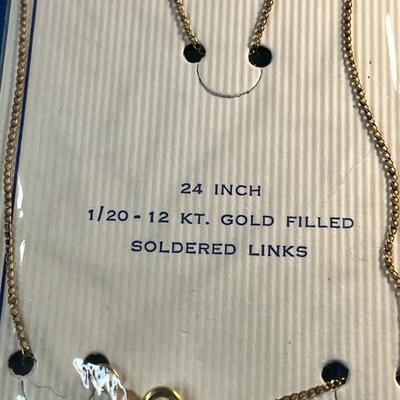 24 INCH
1/20 - 12 KT. GOLD FILLED
SOLDERED LINKS